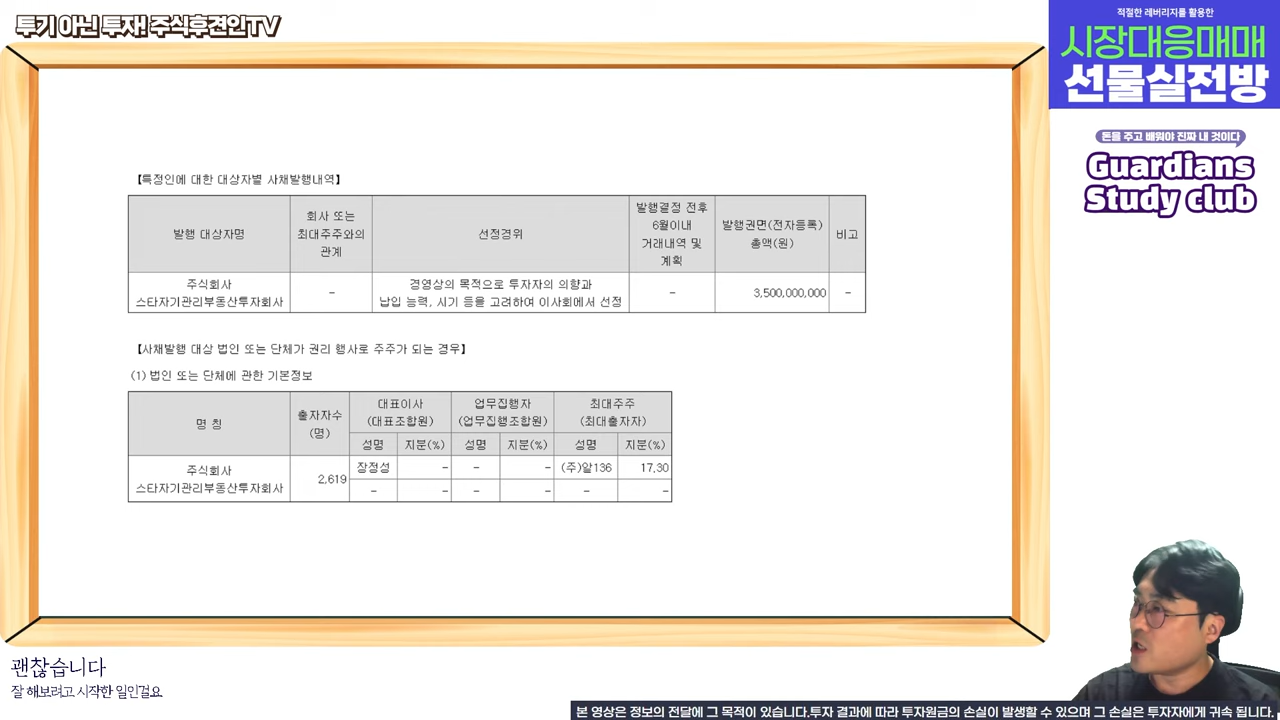 투기 아닌 투재! 주식후견인TV
적절한 레버리지를 활용한
시장대응매매
선물실전방
돈을 주고 배워야 진짜 내 것이다
Guardians
Study club
【특정인에 대한 대상자별 사채발행내역】
발행 대상자명
회사 또는
최대주주와의
관계
선정경위
발행결정 전후
6월이내
거래내역 및
계획
발행권면(전자등록)
총액(원)
비고
주식회사
스타자기관리부동산투자회사
-
경영상의 목적으로 투자자의 의향과
납입 능력, 시기 등을 고려하여 이사회에서 선정
-
3,500,000,000
-
【사채발행 대상 법인 또는 단체가 권리 행사로 주주가 되는 경우】
(1) 법인 또는 단체에 관한 기본정보
명 칭
출자자수
(명)
대표이사
(대표조합원)
업무집행자
(업무집행조합원)
최대주주
(최대출자자)
성명 지분(%) 성명 지분(%) 성명 지분(%)
주식회사
스타자기관리부동산투자회사
2,619
장정성 - - - (주)알136 17.30
- - - - - -
괜찮습니다
잘 해보려고 시작한 일인걸요
본 영상은 정보의 전달에 그 목적이 있습니다.투자 결과에 따라 투자원금의 손실이 발생할 수 있으며 그 손실은 투자자에게 귀속 됩니다.